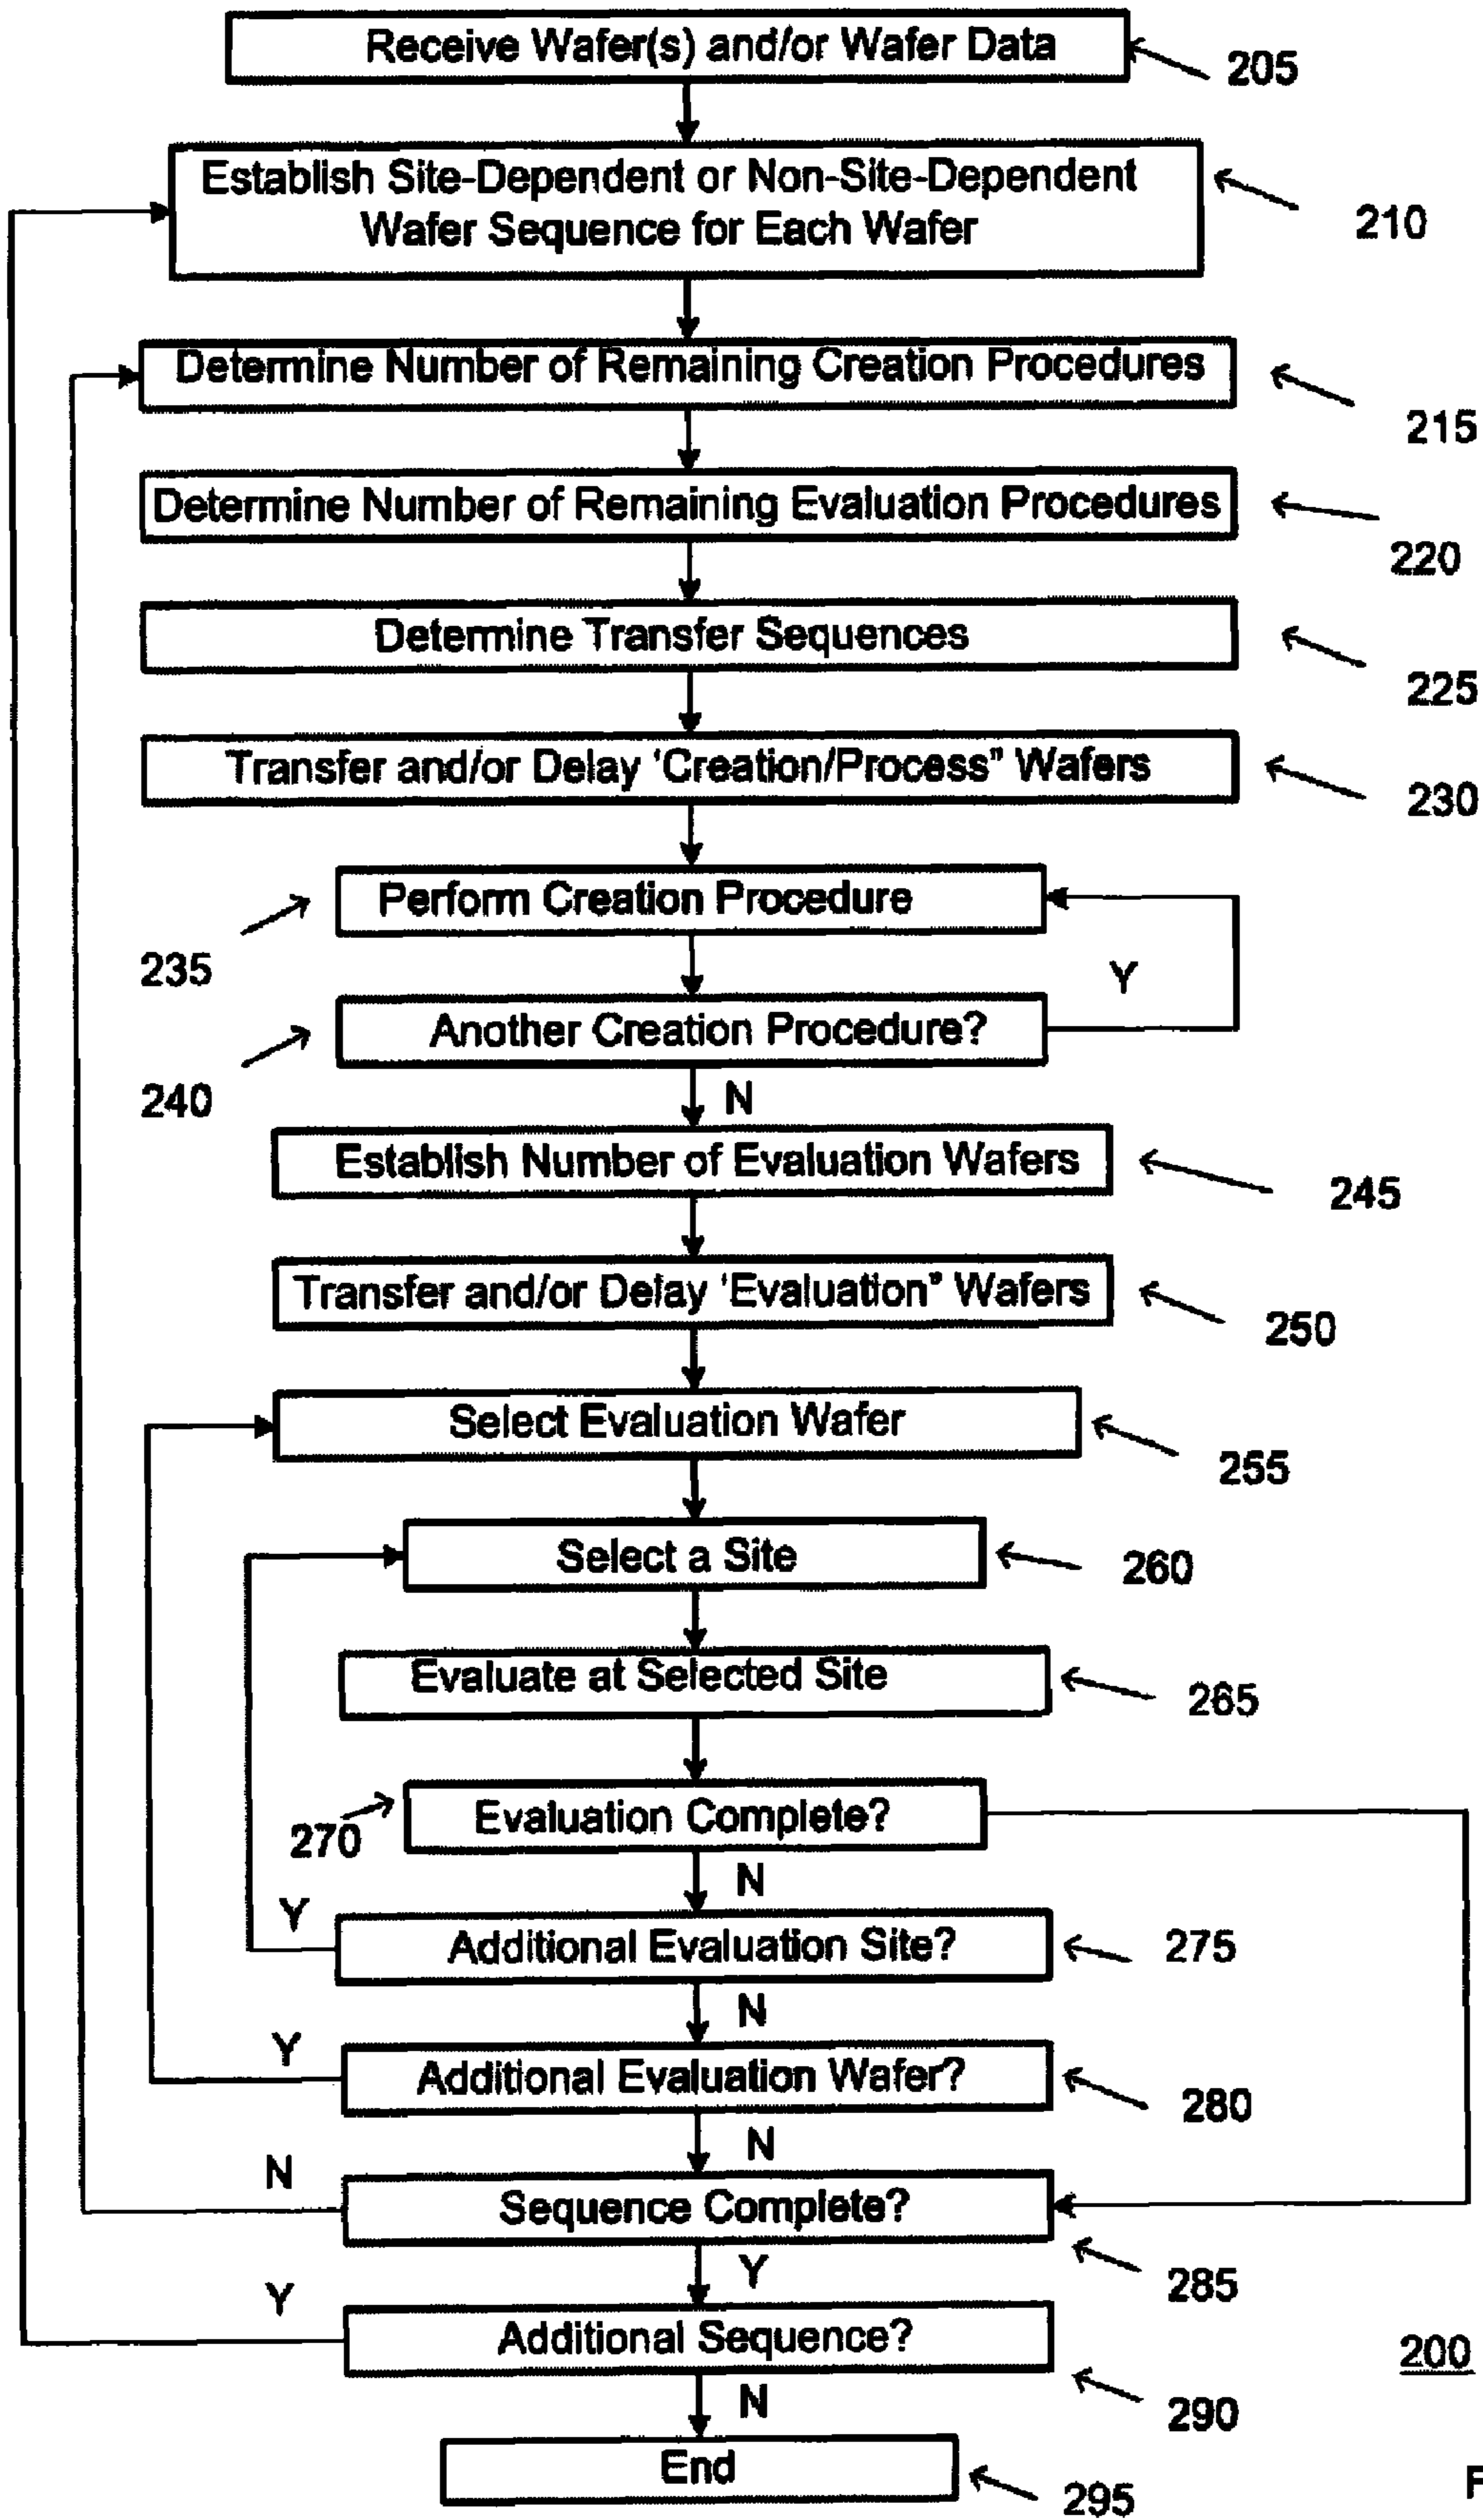 Receive Wafer(s) and/or Wafer Data
205
Establish Site-Dependent or Non-Site-Dependent
Wafer Sequence for Each Wafer
210
Determine Number of Remaining Creation Procedures
215
Determine Number of Remaining Evaluation Procedures
220
Determine Transfer Sequences
225
Transfer and/or Delay 'Creation/Process" Wafers
230
Perform Creation Procedure
235
Y
Another Creation Procedure?
240
N
Establish Number of Evaluation Wafers
245
Transfer and/or Delay 'Evaluation" Wafers
250
Select Evaluation Wafer
255
Select a Site
260
Evaluate at Selected Site
265
Evaluation Complete?
270
N
Y
Additional Evaluation Site?
275
N
Y
Additional Evaluation Wafer?
280
N
N
Sequence Complete?
285
Y
Y
Additional Sequence?
200
290
N
End
295